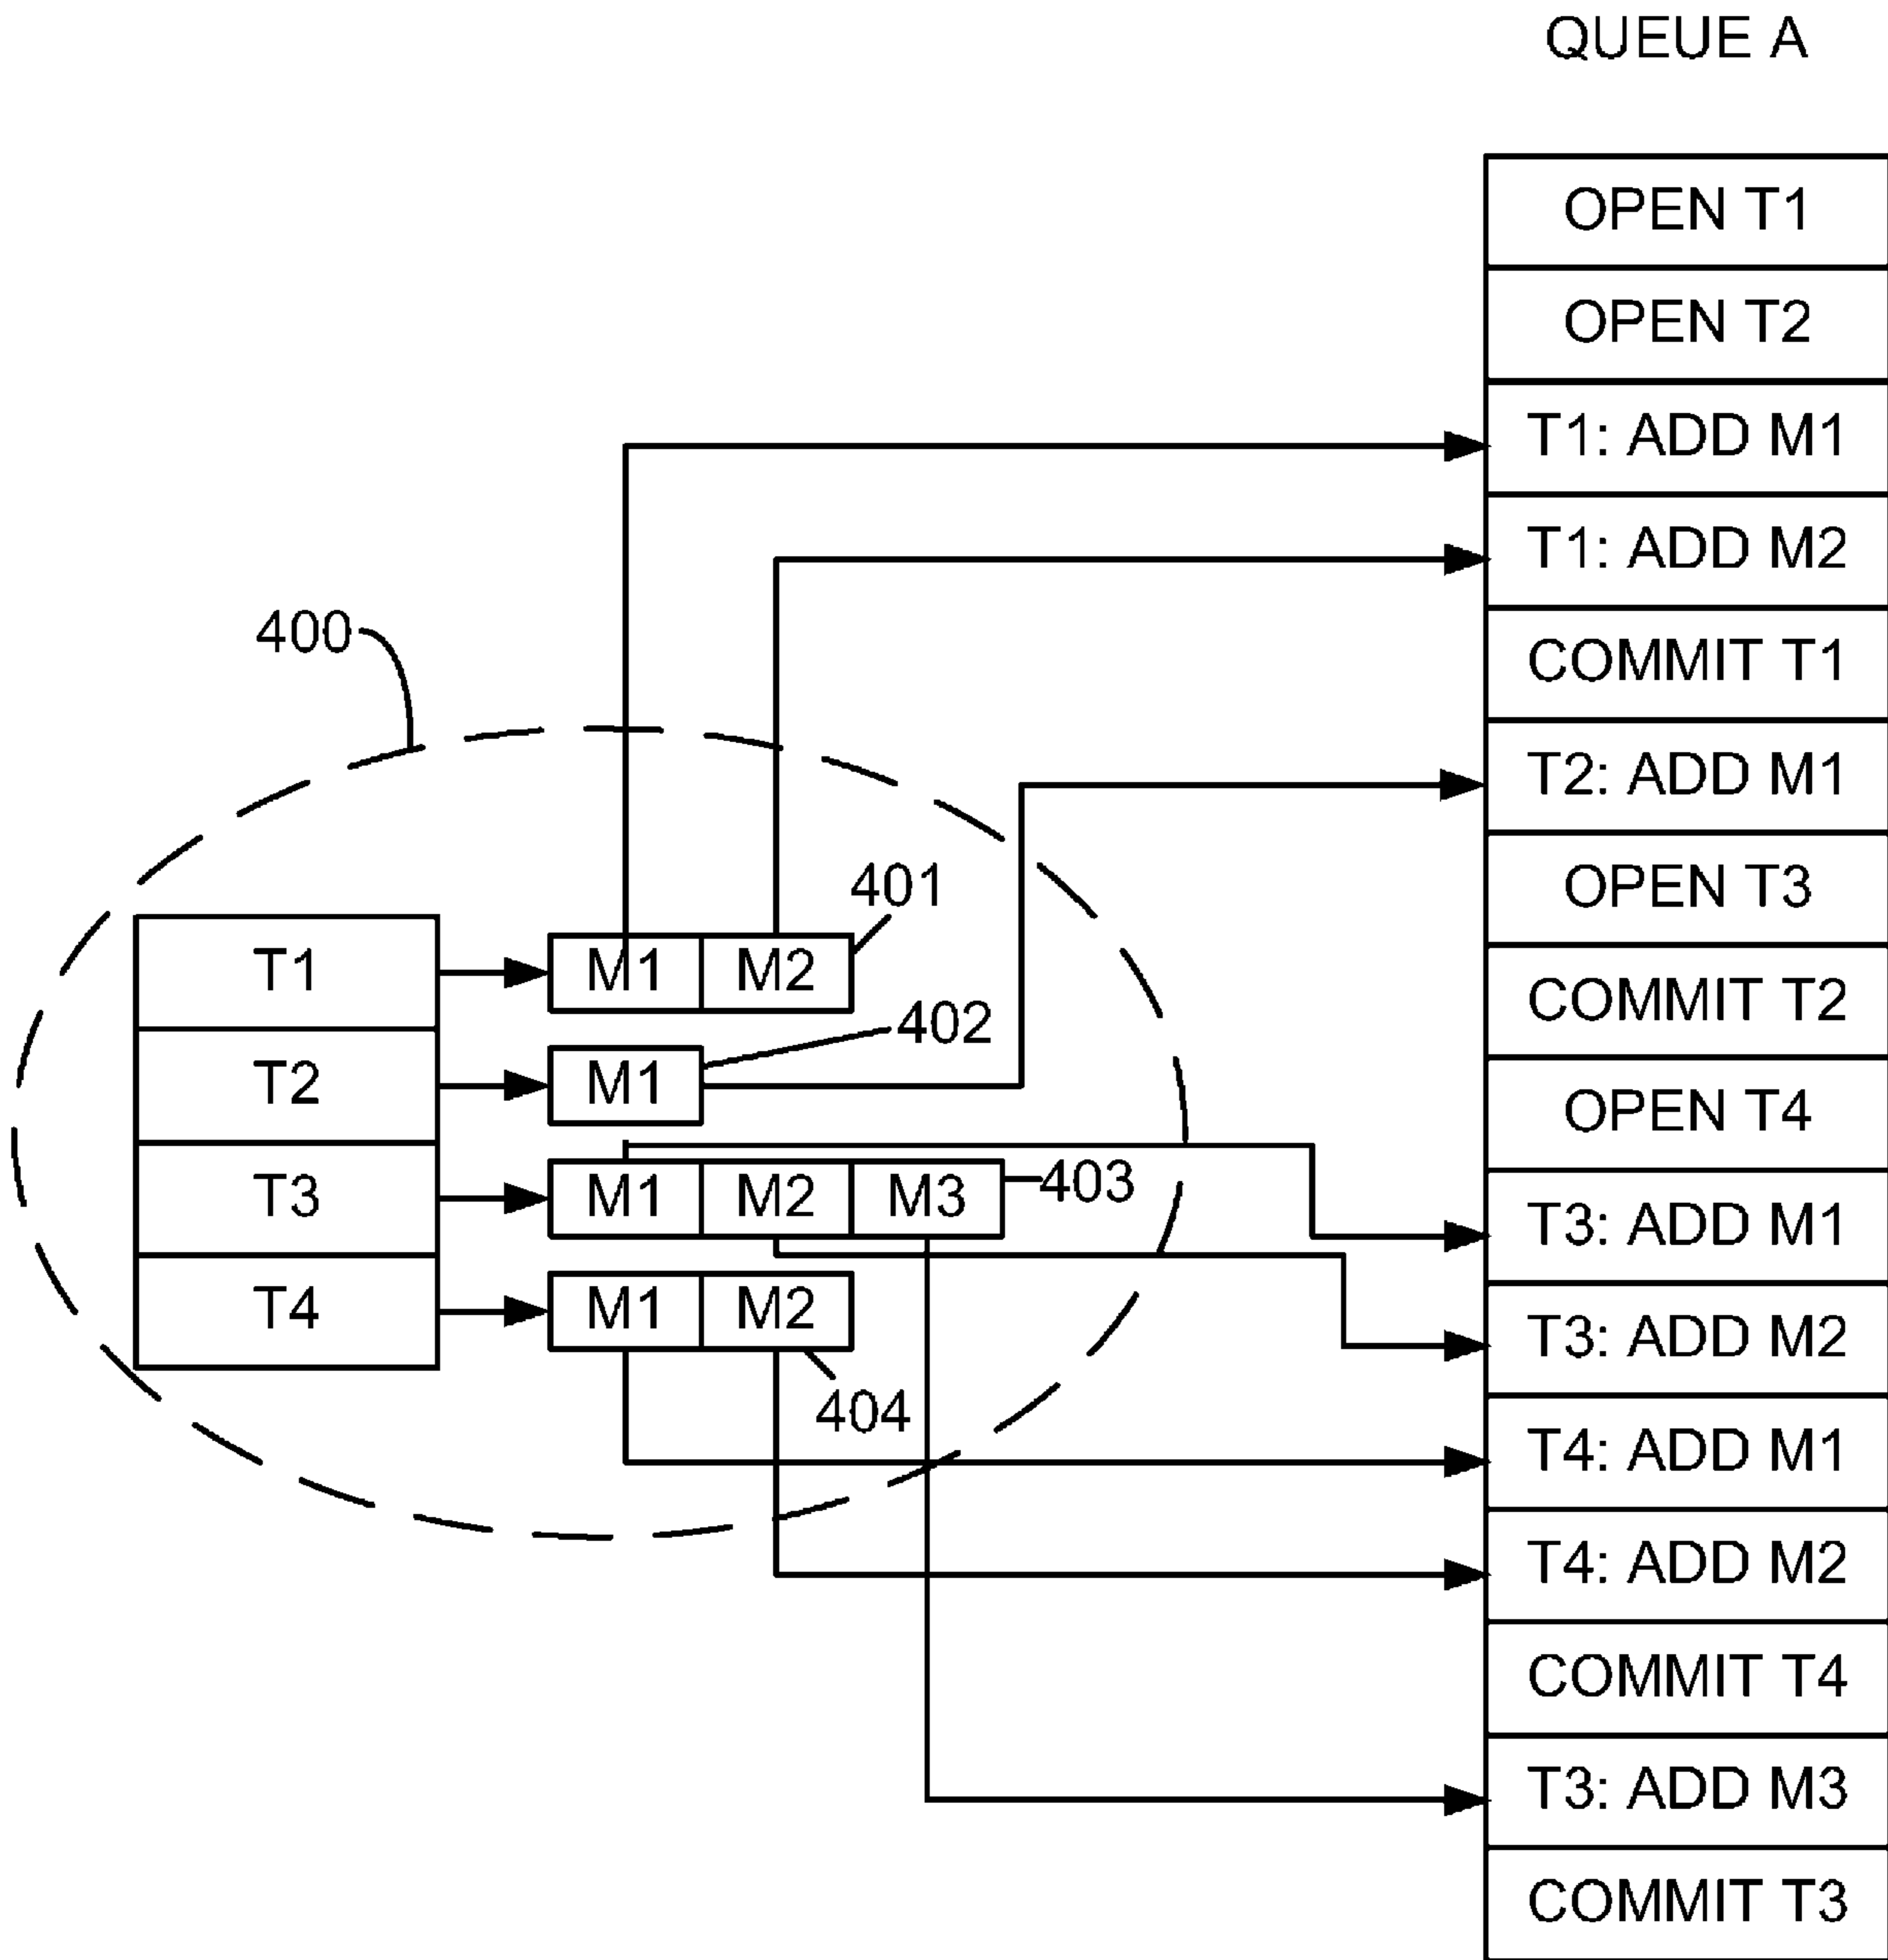 QUEUE A
OPEN T1
OPEN T2
T1: ADD M1
T1: ADD M2
COMMIT T1
T2: ADD M1
OPEN T3
COMMIT T2
OPEN T4
T3: ADD M1
T3: ADD M2
T4: ADD M1
T4: ADD M2
COMMIT T4
T3: ADD M3
COMMIT T3
400
401
T1 M1 M2
402
T2 M1
403
T3 M1 M2 M3
T4 M1 M2
404